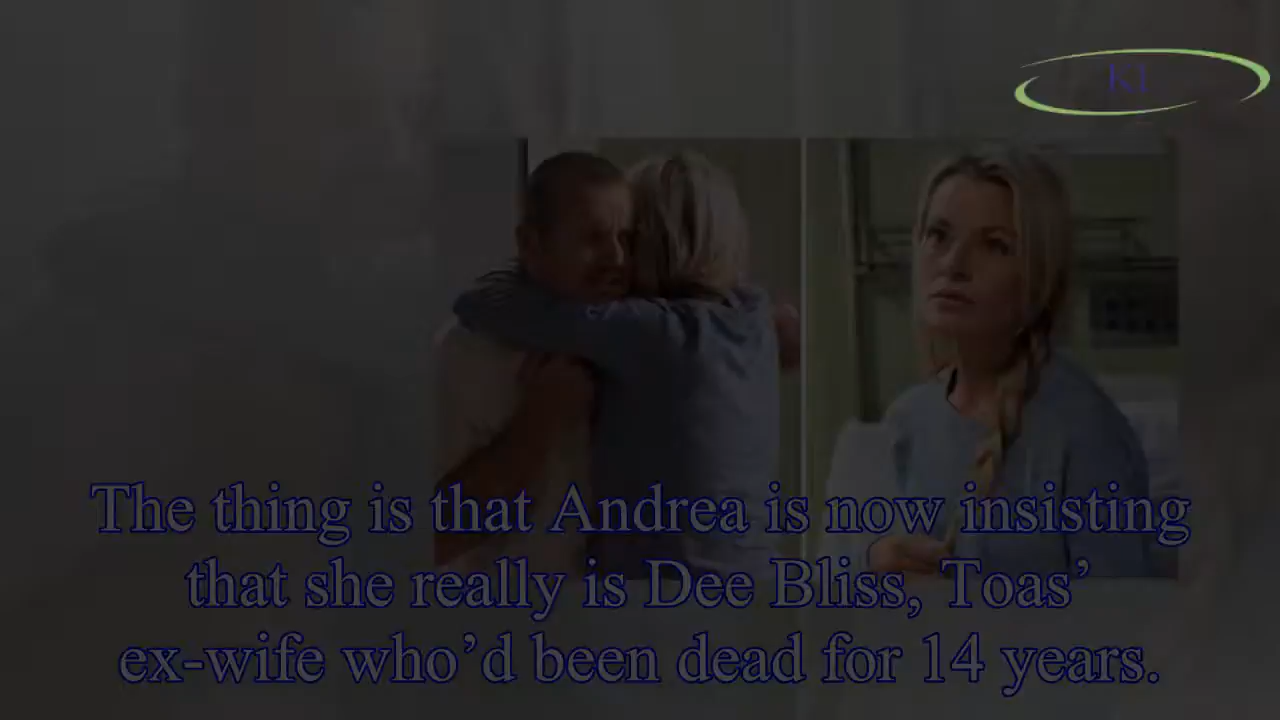 K1
The thing is that Andrea is now insisting
that she really is Dee Bliss, Toas’
ex-wife who’d been dead for 14 years.